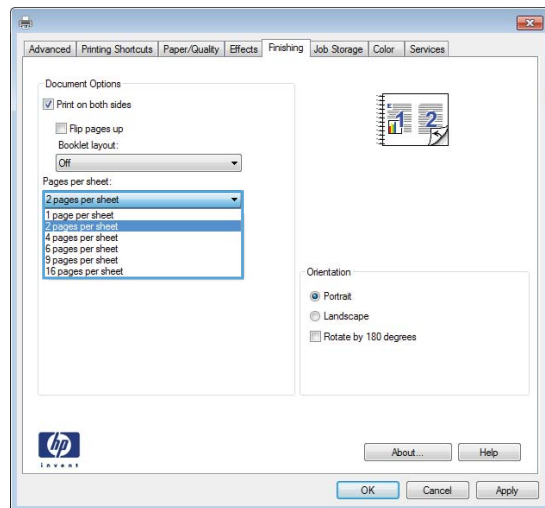 Advanced Printing Shortcuts Paper/Quality Effects Finishing Job Storage Color Services
Document Options
Print on both sides
Flip pages up
Booklet layout:
Off
Pages per sheet:
2 pages per sheet
1 page per sheet
2 pages per sheet
4 pages per sheet
6 pages per sheet
9 pages per sheet
16 pages per sheet
1 2
Orientation
Portrait
Landscape
Rotate by 180 degrees
hp
invent
About... Help
OK Cancel Apply